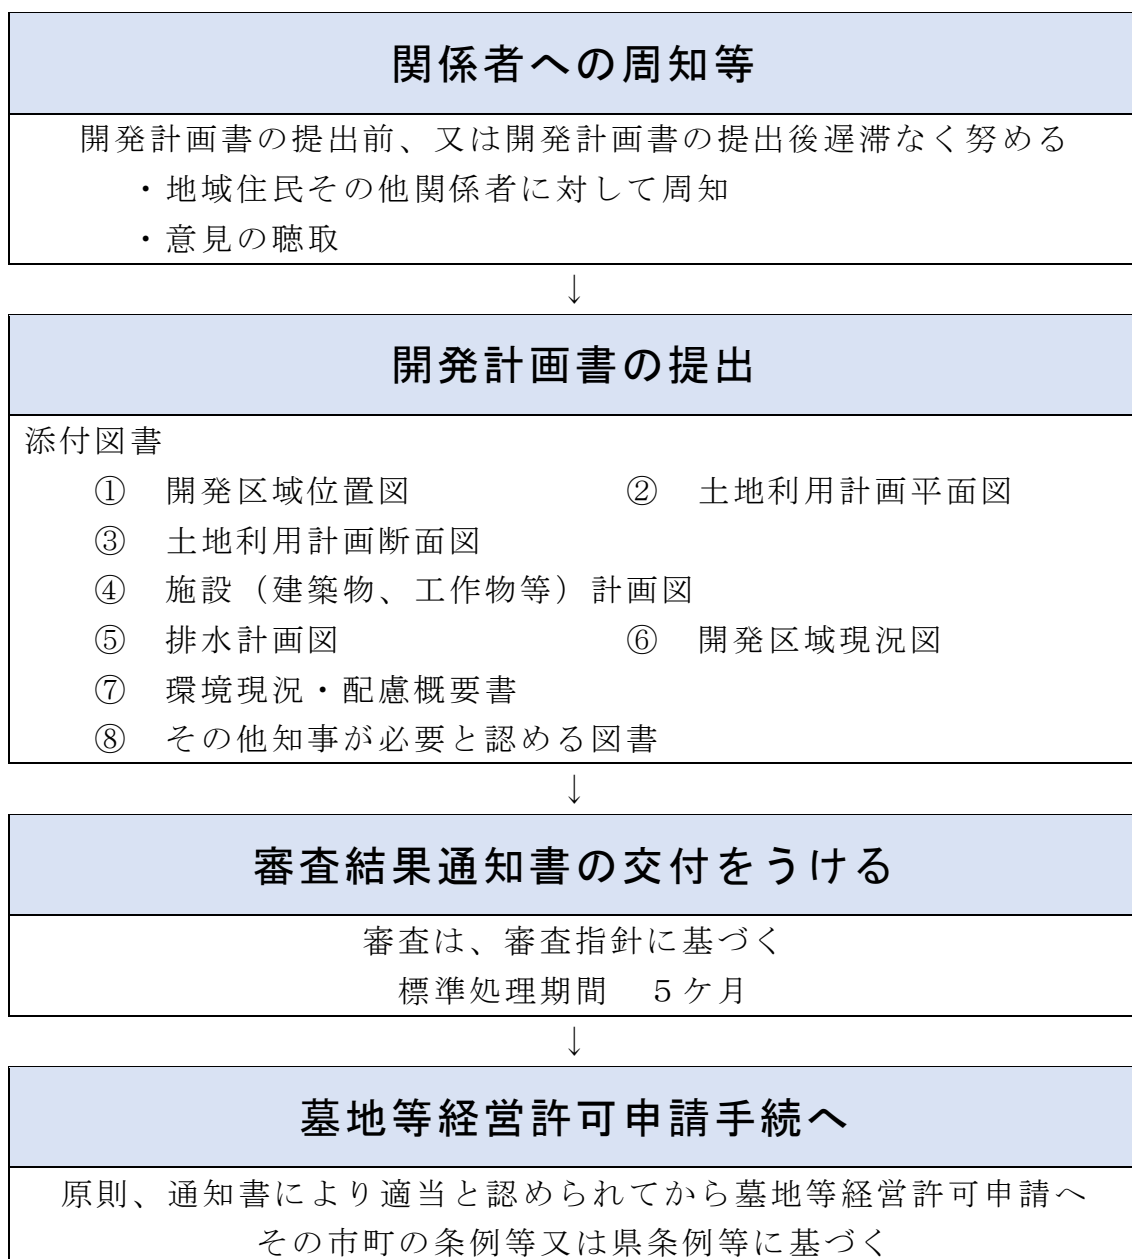 関係者への周知等
開発計画書の提出前、又は開発計画書の提出後遅滞なく努める
・地域住民その他関係者に対して周知
・意見の聴取
↓
開発計画書の提出
添付図書
① 開発区域位置図 ② 土地利用計画平面図
③ 土地利用計画断面図
④ 施設（建築物、工作物等）計画図
⑤ 排水計画図 ⑥ 開発区域現況図
⑦ 環境現況・配慮概要書
⑧ その他知事が必要と認める図書
↓
審査結果通知書の交付をうける
審査は、審査指針に基づく
標準処理期間　５ケ月
↓
墓地等経営許可申請手続へ
原則、通知書により適当と認められてから墓地等経営許可申請へ
その市町の条例等又は県条例等に基づく